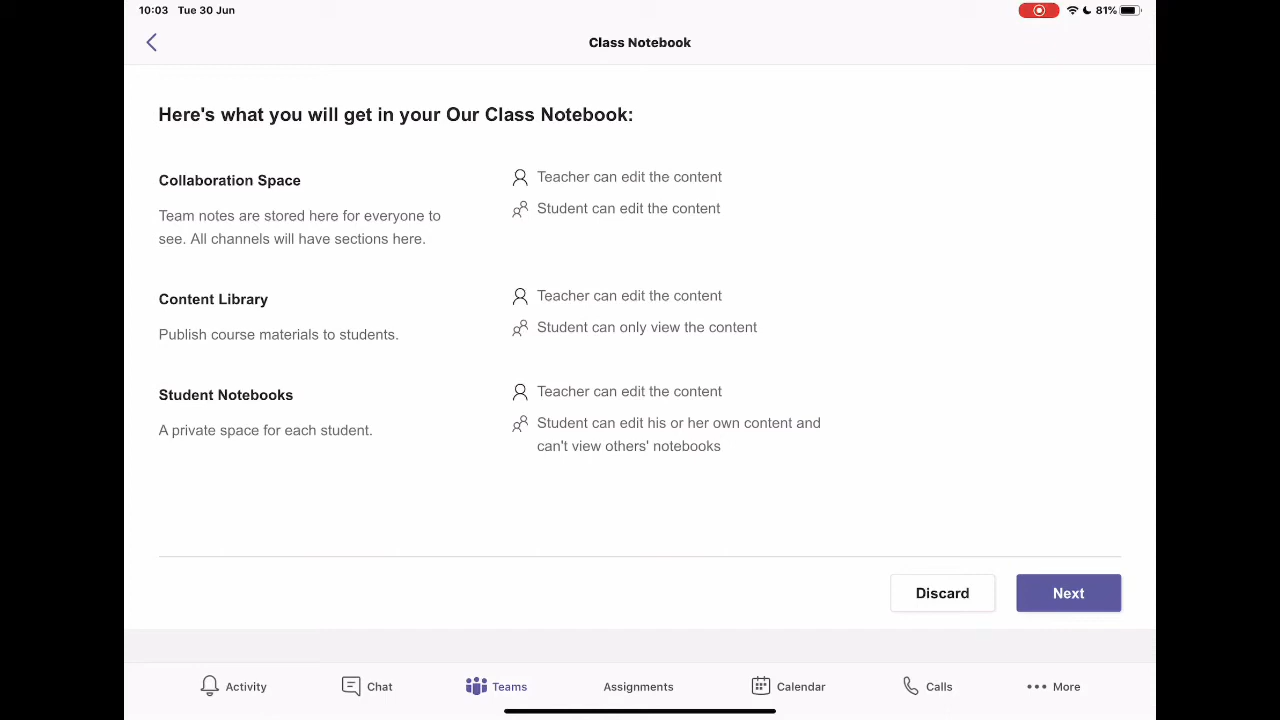 10:03 Tue 30 Jun
81%
Class Notebook
Here's what you will get in your Our Class Notebook:
Collaboration Space
Team notes are stored here for everyone to
see. All channels will have sections here.
Teacher can edit the content
Student can edit the content
Content Library
Publish course materials to students.
Teacher can edit the content
Student can only view the content
Student Notebooks
A private space for each student.
Teacher can edit the content
Student can edit his or her own content and
can't view others' notebooks
Discard
Next
Activity
Chat
Teams
Assignments
Calendar
Calls
More